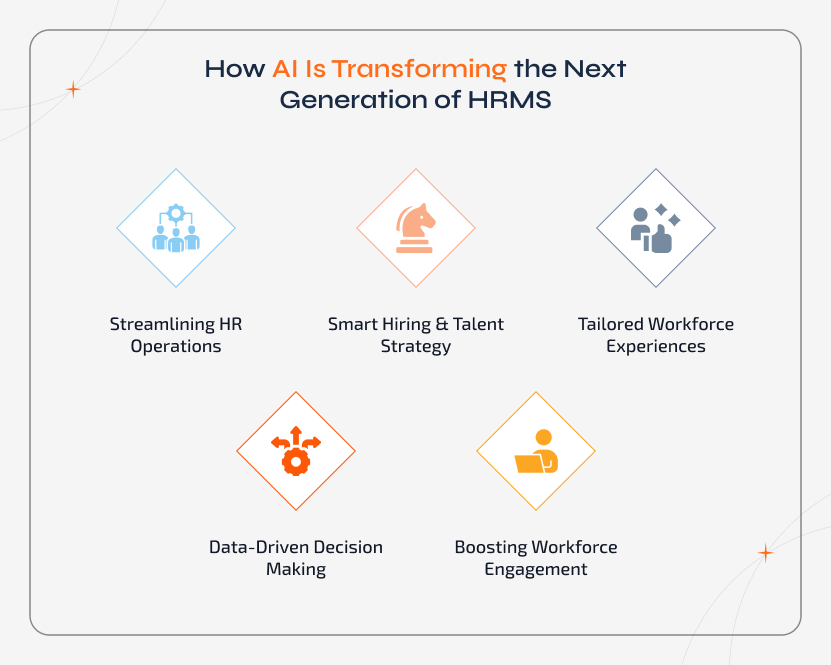 How AI Is Transforming the Next
Generation of HRMS
Streamlining HR
Operations
Smart Hiring & Talent
Strategy
Tailored Workforce
Experiences
Data-Driven Decision
Making
Boosting Workforce
Engagement